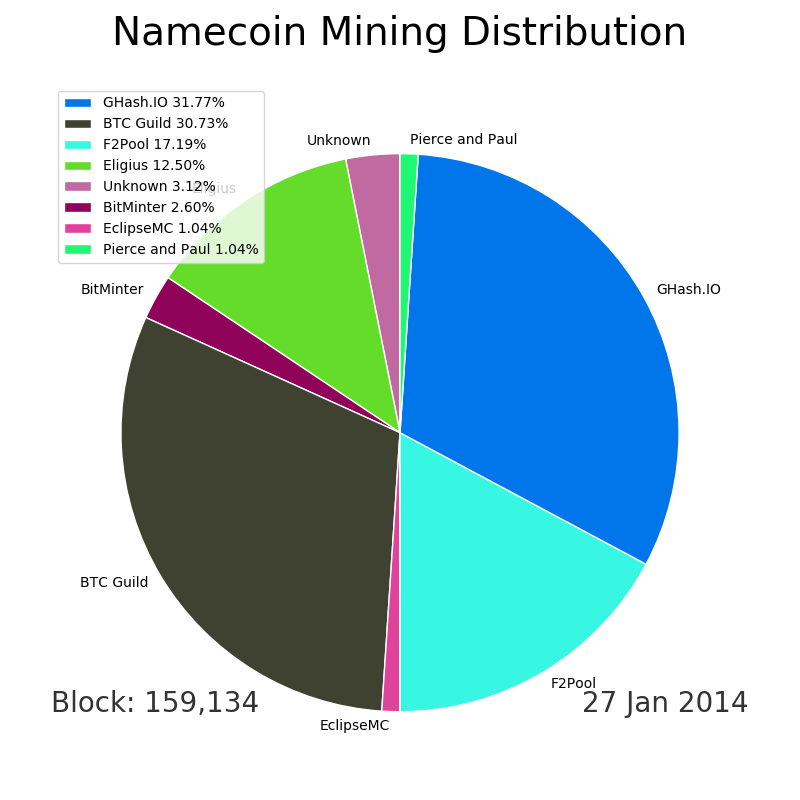 Namecoin Mining Distribution
GHash.IO 31.77%
BTC Guild 30.73%
F2Pool 17.19%
Eligius 12.50%
Unknown 3.12%
BitMinter 2.60%
EclipseMC 1.04%
Pierce and Paul 1.04%
Unknown
Pierce and Paul
Eligius
BitMinter
GHash.IO
BTC Guild
F2Pool
Block: 159,134
27 Jan 2014
EclipseMC